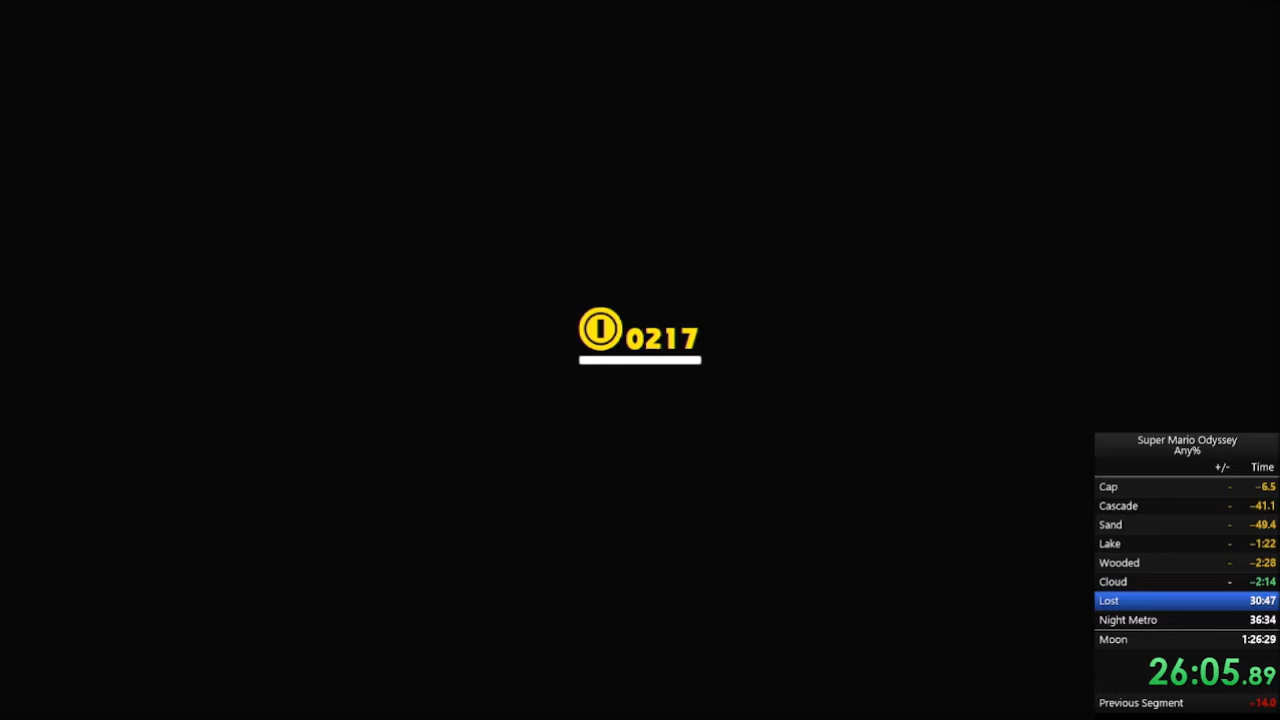 0217
Super Mario Odyssey
Any%
+/- Time
Cap - -6.5
Cascade - -41.1
Sand - -49.4
Lake - -1:22
Wooded - -2:28
Cloud - -2:14
Lost 30:47
Night Metro 36:34
Moon 1:26:29
26:05.89
Previous Segment +14.0